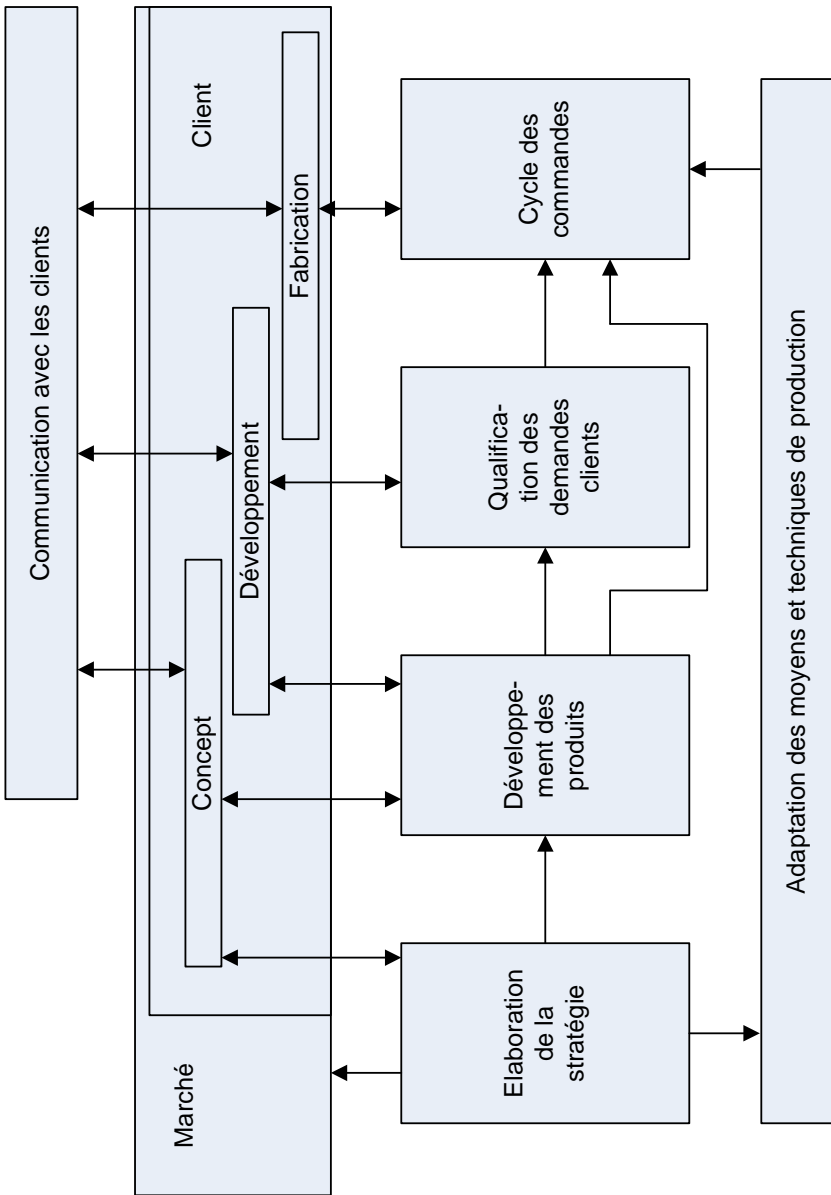 Communication avec les clients
Marché
Client
Concept
Développement
Fabrication
Elaboration
de la
stratégie
Développe-
ment des
produits
Qualifica-
tion des
demandes
clients
Cycle des
commandes
Adaptation des moyens et techniques de production